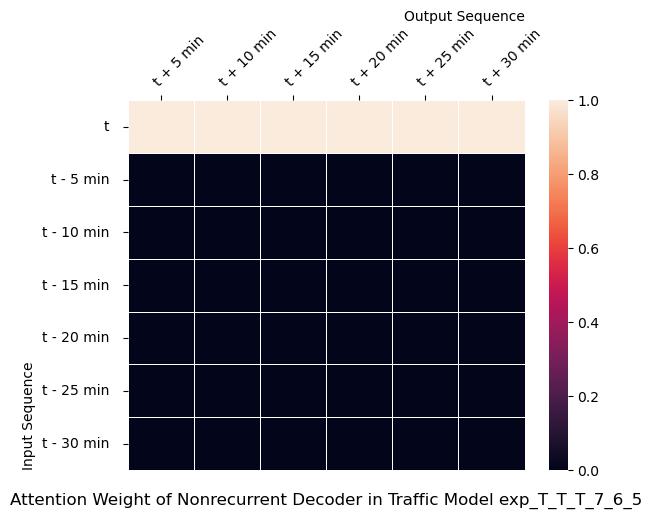 Output Sequence
t + 5 min
t + 10 min
t + 15 min
t + 20 min
t + 25 min
t + 30 min
t
t - 5 min
t - 10 min
t - 15 min
t - 20 min
t - 25 min
t - 30 min
Input Sequence
1.0
0.8
0.6
0.4
0.2
0.0
Attention Weight of Nonrecurrent Decoder in Traffic Model exp_T_T_T_7_6_5